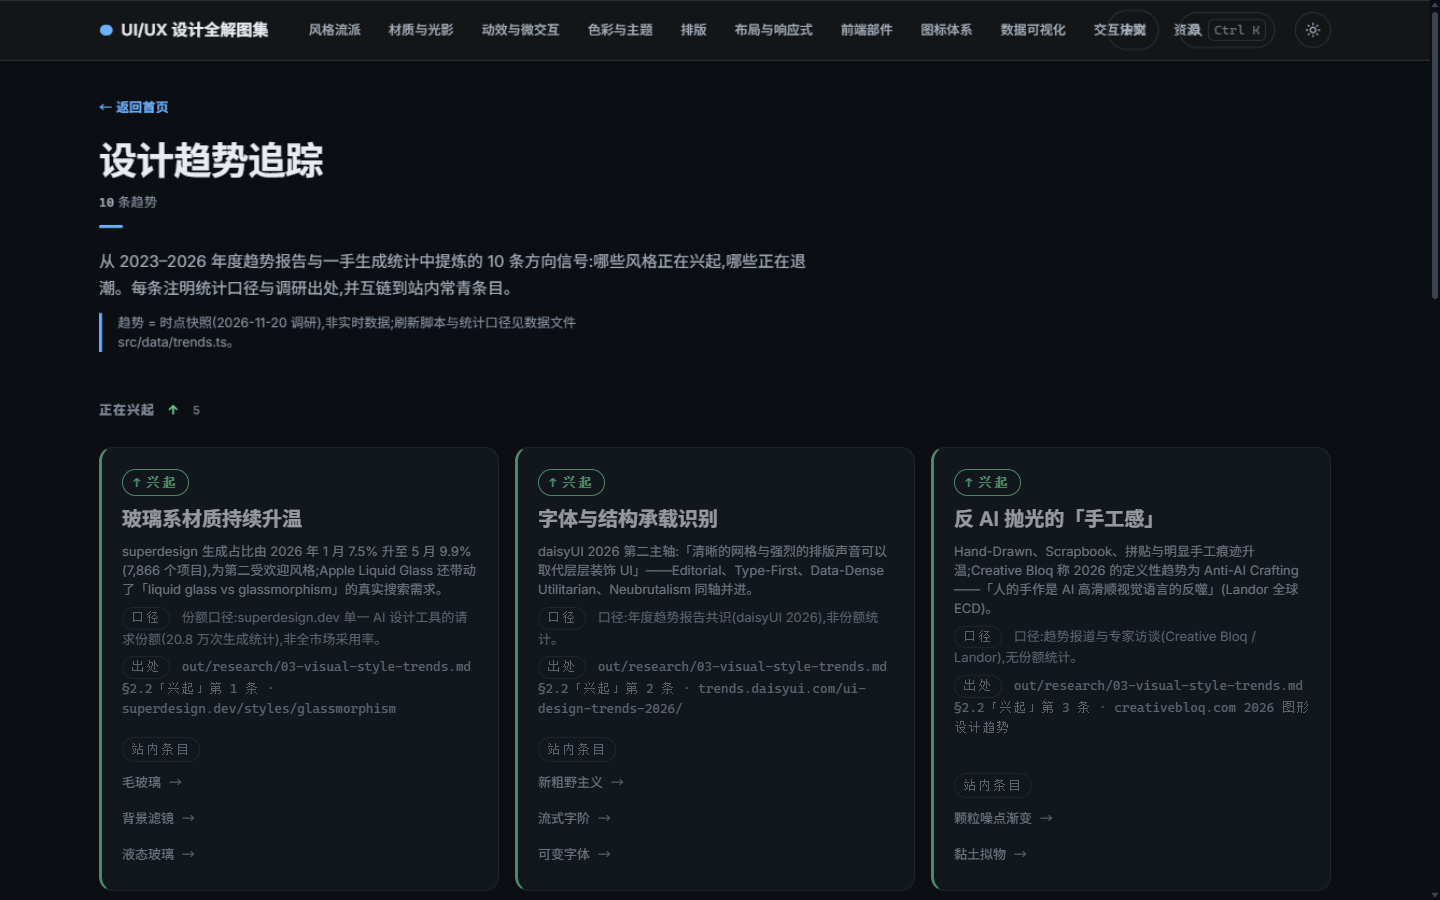 UI/UX 设计全解图集
风格流派 材质与光影 动效与微交互 色彩与主题 排版 布局与响应式 前端部件 图标体系 数据可视化 交互 资源 Ctrl K
← 返回首页
设计趋势追踪
10 条趋势
从 2023–2026 年度趋势报告与一手生成统计中提炼的 10 条方向信号:哪些风格正在兴起,哪些正在退
潮。每条注明统计口径与调研出处,并互链到站内常青条目。
趋势 = 时点快照(2026-11-20 调研),非实时数据;刷新脚本与统计口径见数据文件
src/data/trends.ts。
正在兴起 ↑ 5
↑ 兴起
玻璃系材质持续升温
superdesign 生成占比由 2026 年 1 月 7.5% 升至 5 月 9.9%
(7,866 个项目),为第二受欢迎风格;Apple Liquid Glass 还带动
了「liquid glass vs glassmorphism」的真实搜索需求。
口径 份额口径:superdesign.dev 单一 AI 设计工具的请
求份额(20.8 万次生成统计),非全市场采用率。
出处 out/research/03-visual-style-trends.md
§2.2「兴起」第 1 条 ·
superdesign.dev/styles/glassmorphism
站内条目
毛玻璃 →
背景滤镜 →
液态玻璃 →
↑ 兴起
字体与结构承载识别
daisyUI 2026 第二主轴:「清晰的网格与强烈的排版声音可以
取代层层装饰 UI」——Editorial、Type-First、Data-Dense
Utilitarian、Neubrutalism 同轴并进。
口径 口径:年度趋势报告共识(daisyUI 2026),非份额统
计。
出处 out/research/03-visual-style-trends.md
§2.2「兴起」第 2 条 · trends.daisyui.com/ui-
design-trends-2026/
站内条目
新粗野主义 →
流式字阶 →
可变字体 →
↑ 兴起
反 AI 抛光的「手工感」
Hand-Drawn、Scrapbook、拼贴与明显手工痕迹升
温;Creative Bloq 称 2026 的定义性趋势为 Anti-AI Crafting
——「人的手作是 AI 高滑顺视觉语言的反噬」(Landor 全球
ECD)。
口径 口径:趋势报道与专家访谈(Creative Bloq /
Landor),无份额统计。
出处 out/research/03-visual-style-trends.md
§2.2「兴起」第 3 条 · creativebloq.com 2026 图形
设计趋势
站内条目
颗粒噪点渐变 →
黏土拟物 →